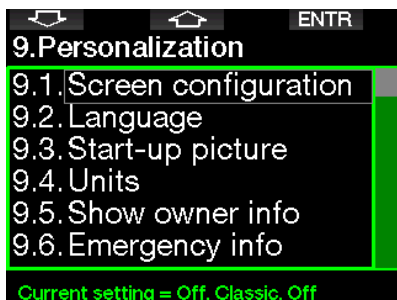 ENTR
9.Personalization
9.1.Screen configuration
9.2.Language
9.3.Start-up picture
9.4.Units
9.5.Show owner info
9.6.Emergency info
Current setting = Off, Classic, Off